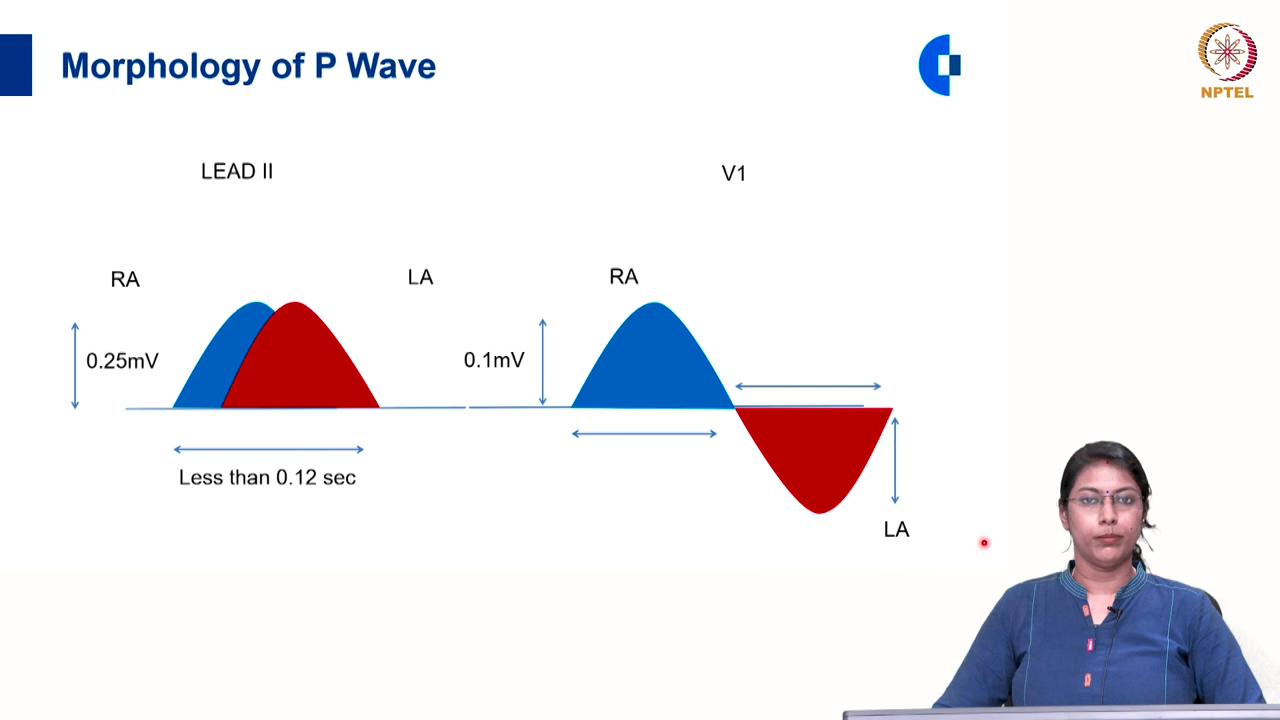 Morphology of P Wave
NPTEL
LEAD II
V1
RA
LA
RA
0.25mV
0.1mV
Less than 0.12 sec
LA